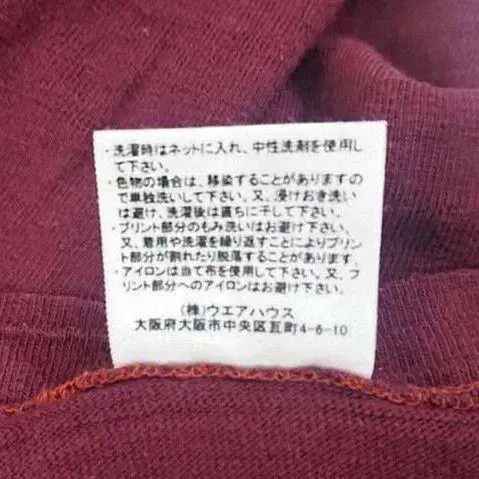 ・洗濯時はネットに入れ、中性洗剤を使用し
て下さい。
・色物の場合は、移染することがありますの
で単独洗いして下さい。又、浸けおき洗い
は避け、洗濯後は直ちに干して下さい。
・プリント部分のもみ洗いはお避け下さい。
又、着用や洗濯を繰り返すことによりプリン
ト部分が割れたり脱落することがあります。
・アイロンは当て布を使用して下さい。又、プ
リント部分へのアイロンはお避け下さい。
(株)ウエアハウス
大阪府大阪市中央区瓦町4-6-10